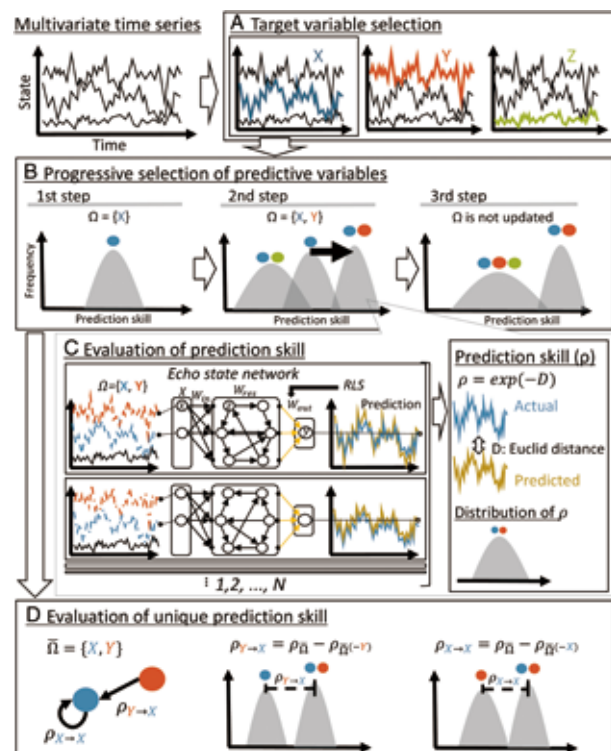 Multivariate time series
A Target variable selection
State
Time
X
Y
Z
B Progressive selection of predictive variables
1st step
2nd step
3rd step
Ω = {X}
Ω = {X, Y}
Ω is not updated
Frequency
Prediction skill
Prediction skill
Prediction skill
C Evaluation of prediction skill
Echo state network
Ω={X, Y}
X
W_in
W_res
W_out
RLS
Prediction
⋮ 1,2, ..., N
Prediction skill (ρ)
ρ = exp(−D)
Actual
D: Euclid distance
Predicted
Distribution of ρ
D Evaluation of unique prediction skill
Ω̅ = {X, Y}
ρ_Y→X
ρ_X→X
ρ_Y→X = ρ_Ω̅ − ρ_Ω̅(−Y)
ρ_Y→X
ρ_X→X = ρ_Ω̅ − ρ_Ω̅(−X)
ρ_X→X